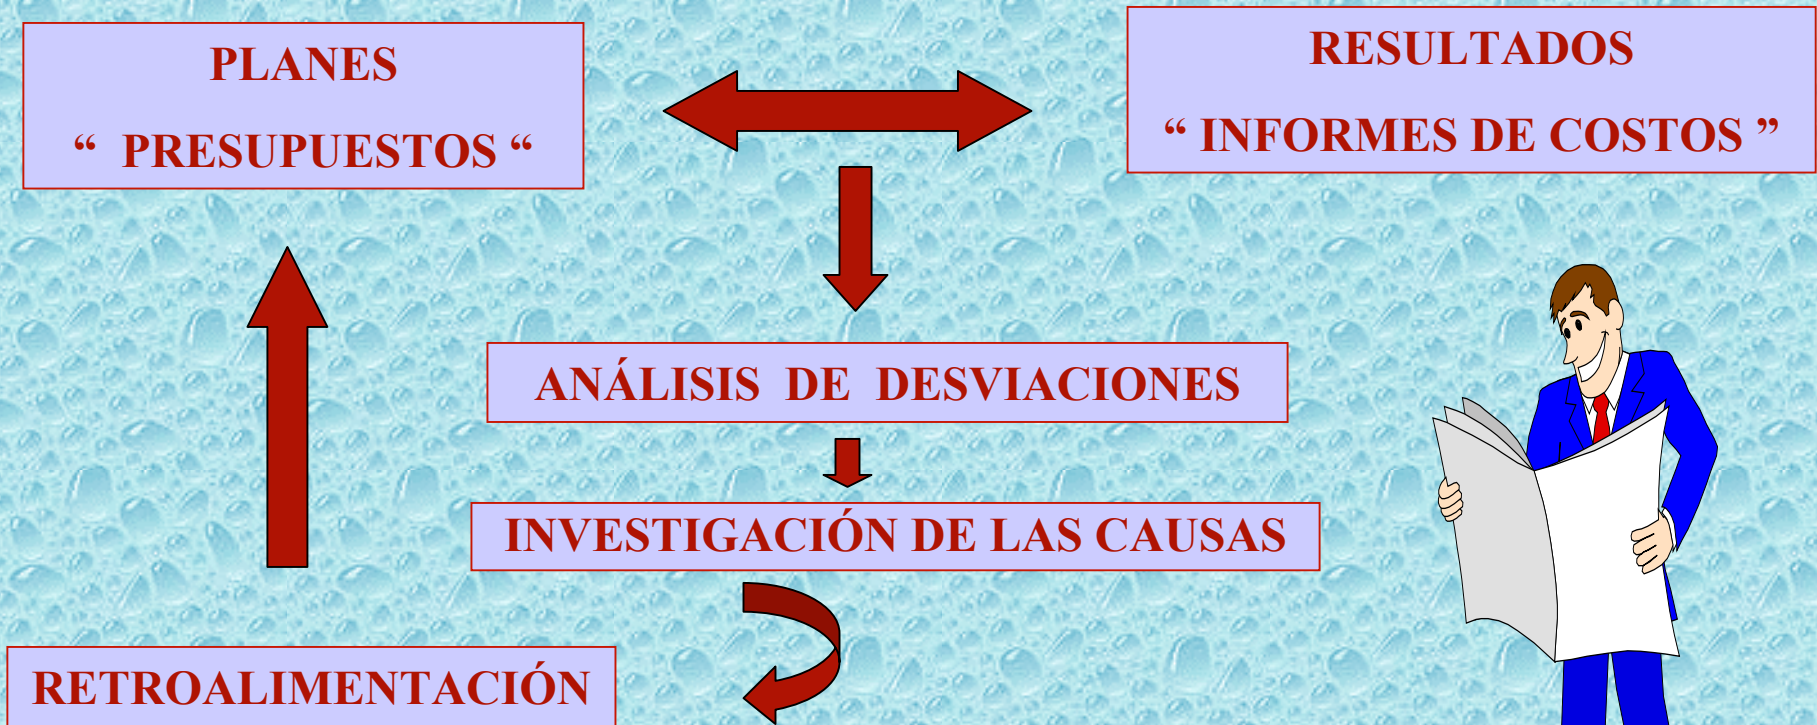 PLANES
“ PRESUPUESTOS “
RESULTADOS
“ INFORMES DE COSTOS ”
ANÁLISIS DE DESVIACIONES
INVESTIGACIÓN DE LAS CAUSAS
RETROALIMENTACIÓN